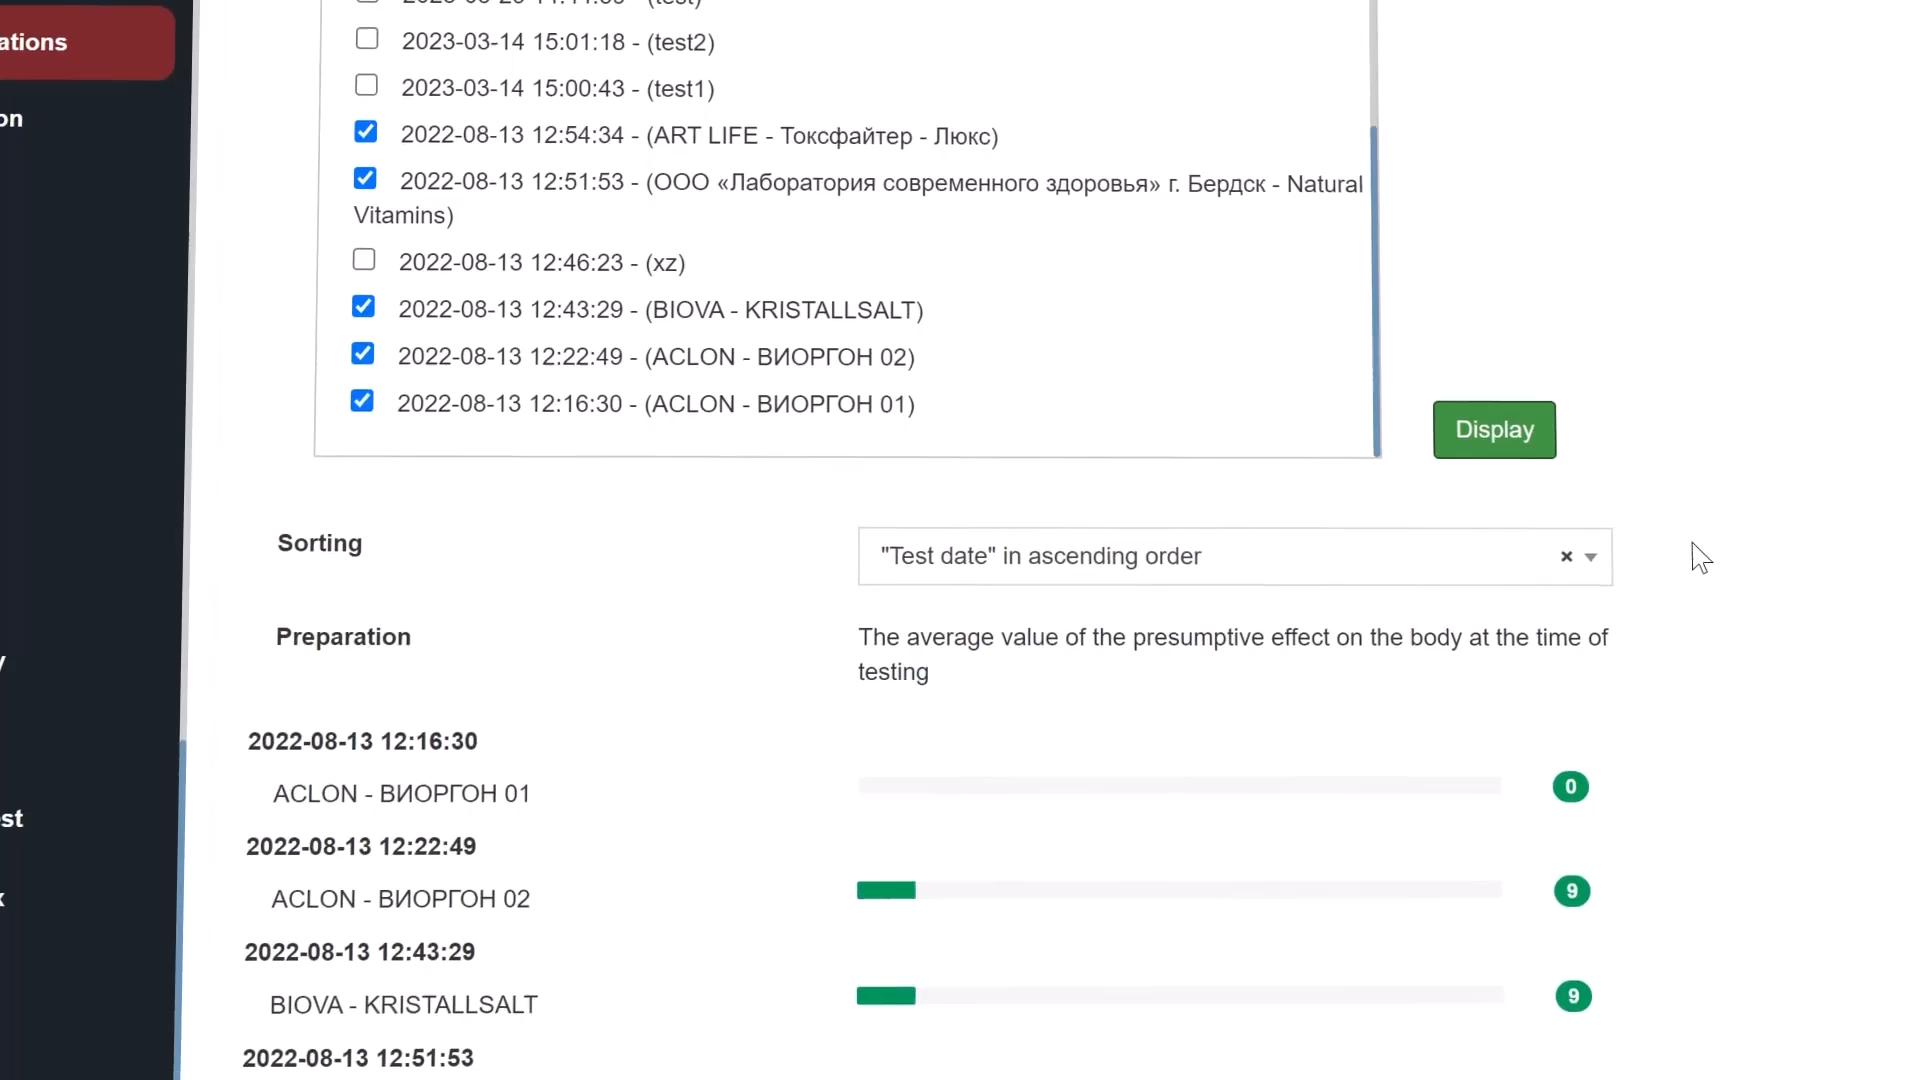 ations
on
st
2023-03-14 15:01:18 - (test2)
2023-03-14 15:00:43 - (test1)
2022-08-13 12:54:34 - (ART LIFE - Токсфайтер - Люкс)
2022-08-13 12:51:53 - (ООО «Лаборатория современного здоровья» г. Бердск - Natural
Vitamins)
2022-08-13 12:46:23 - (xz)
2022-08-13 12:43:29 - (BIOVA - KRISTALLSALT)
2022-08-13 12:22:49 - (ACLON - ВИОРГОН 02)
2022-08-13 12:16:30 - (ACLON - ВИОРГОН 01)
Display
Sorting
"Test date" in ascending order
Preparation
The average value of the presumptive effect on the body at the time of
testing
2022-08-13 12:16:30
ACLON - ВИОРГОН 01
0
2022-08-13 12:22:49
ACLON - ВИОРГОН 02
9
2022-08-13 12:43:29
BIOVA - KRISTALLSALT
9
2022-08-13 12:51:53